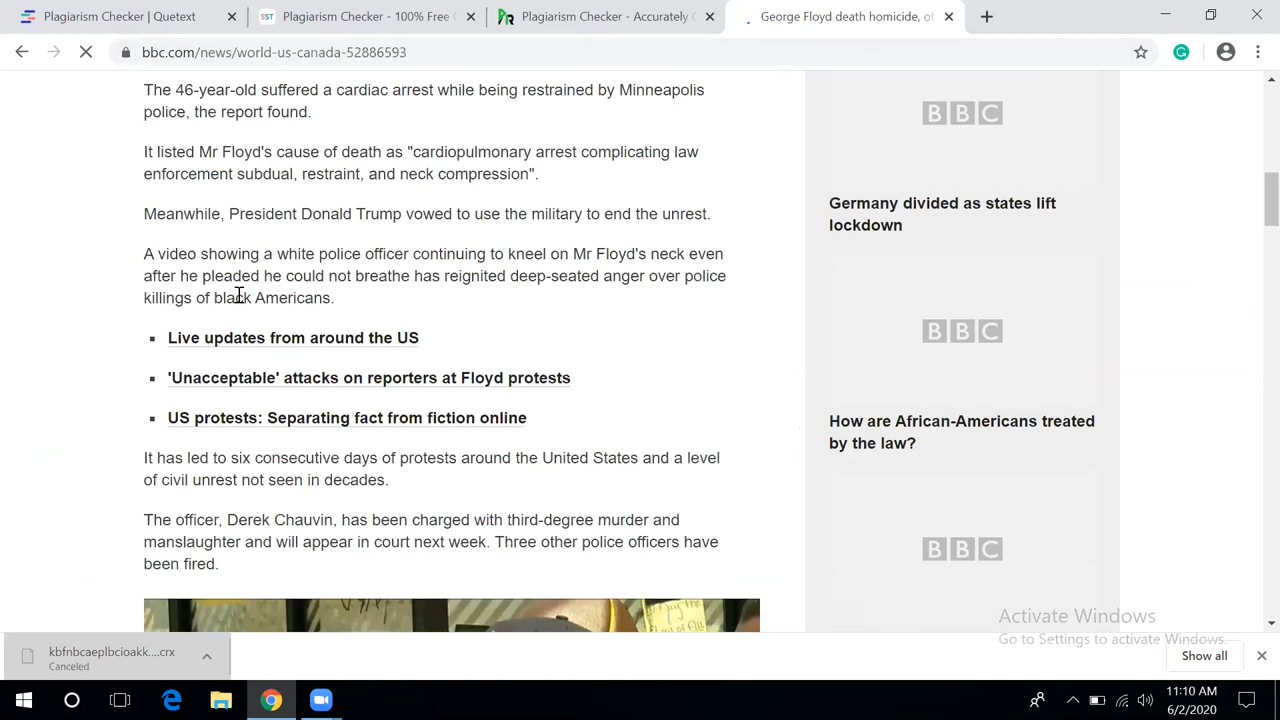 Plagiarism Checker | Quetext
SST Plagiarism Checker - 100% Free O
PR Plagiarism Checker - Accurately C
George Floyd death homicide, of
bbc.com/news/world-us-canada-52886593
The 46-year-old suffered a cardiac arrest while being restrained by Minneapolis
police, the report found.
It listed Mr Floyd's cause of death as "cardiopulmonary arrest complicating law
enforcement subdual, restraint, and neck compression".
Meanwhile, President Donald Trump vowed to use the military to end the unrest.
A video showing a white police officer continuing to kneel on Mr Floyd's neck even
after he pleaded he could not breathe has reignited deep-seated anger over police
killings of black Americans.
Live updates from around the US
'Unacceptable' attacks on reporters at Floyd protests
US protests: Separating fact from fiction online
It has led to six consecutive days of protests around the United States and a level
of civil unrest not seen in decades.
The officer, Derek Chauvin, has been charged with third-degree murder and
manslaughter and will appear in court next week. Three other police officers have
been fired.
BBC
Germany divided as states lift
lockdown
BBC
How are African-Americans treated
by the law?
BBC
Activate Windows
Go to Settings to activate Windows.
kbfnbcaeplbcioakk....crx
Canceled
Show all
11:10 AM
6/2/2020